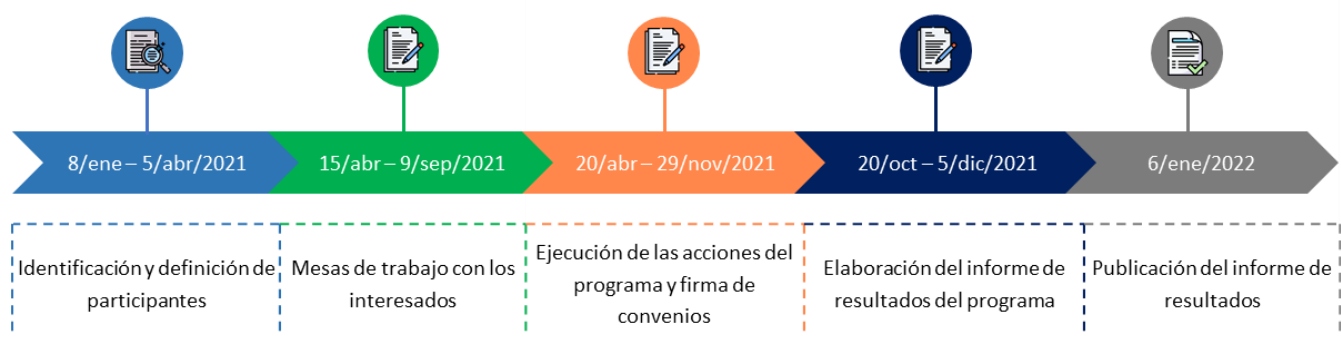 8/ene – 5/abr/2021
15/abr – 9/sep/2021
20/abr – 29/nov/2021
20/oct – 5/dic/2021
6/ene/2022
Identificación y definición de
participantes
Mesas de trabajo con los
interesados
Ejecución de las acciones del
programa y firma de
convenios
Elaboración del informe de
resultados del programa
Publicación del informe de
resultados